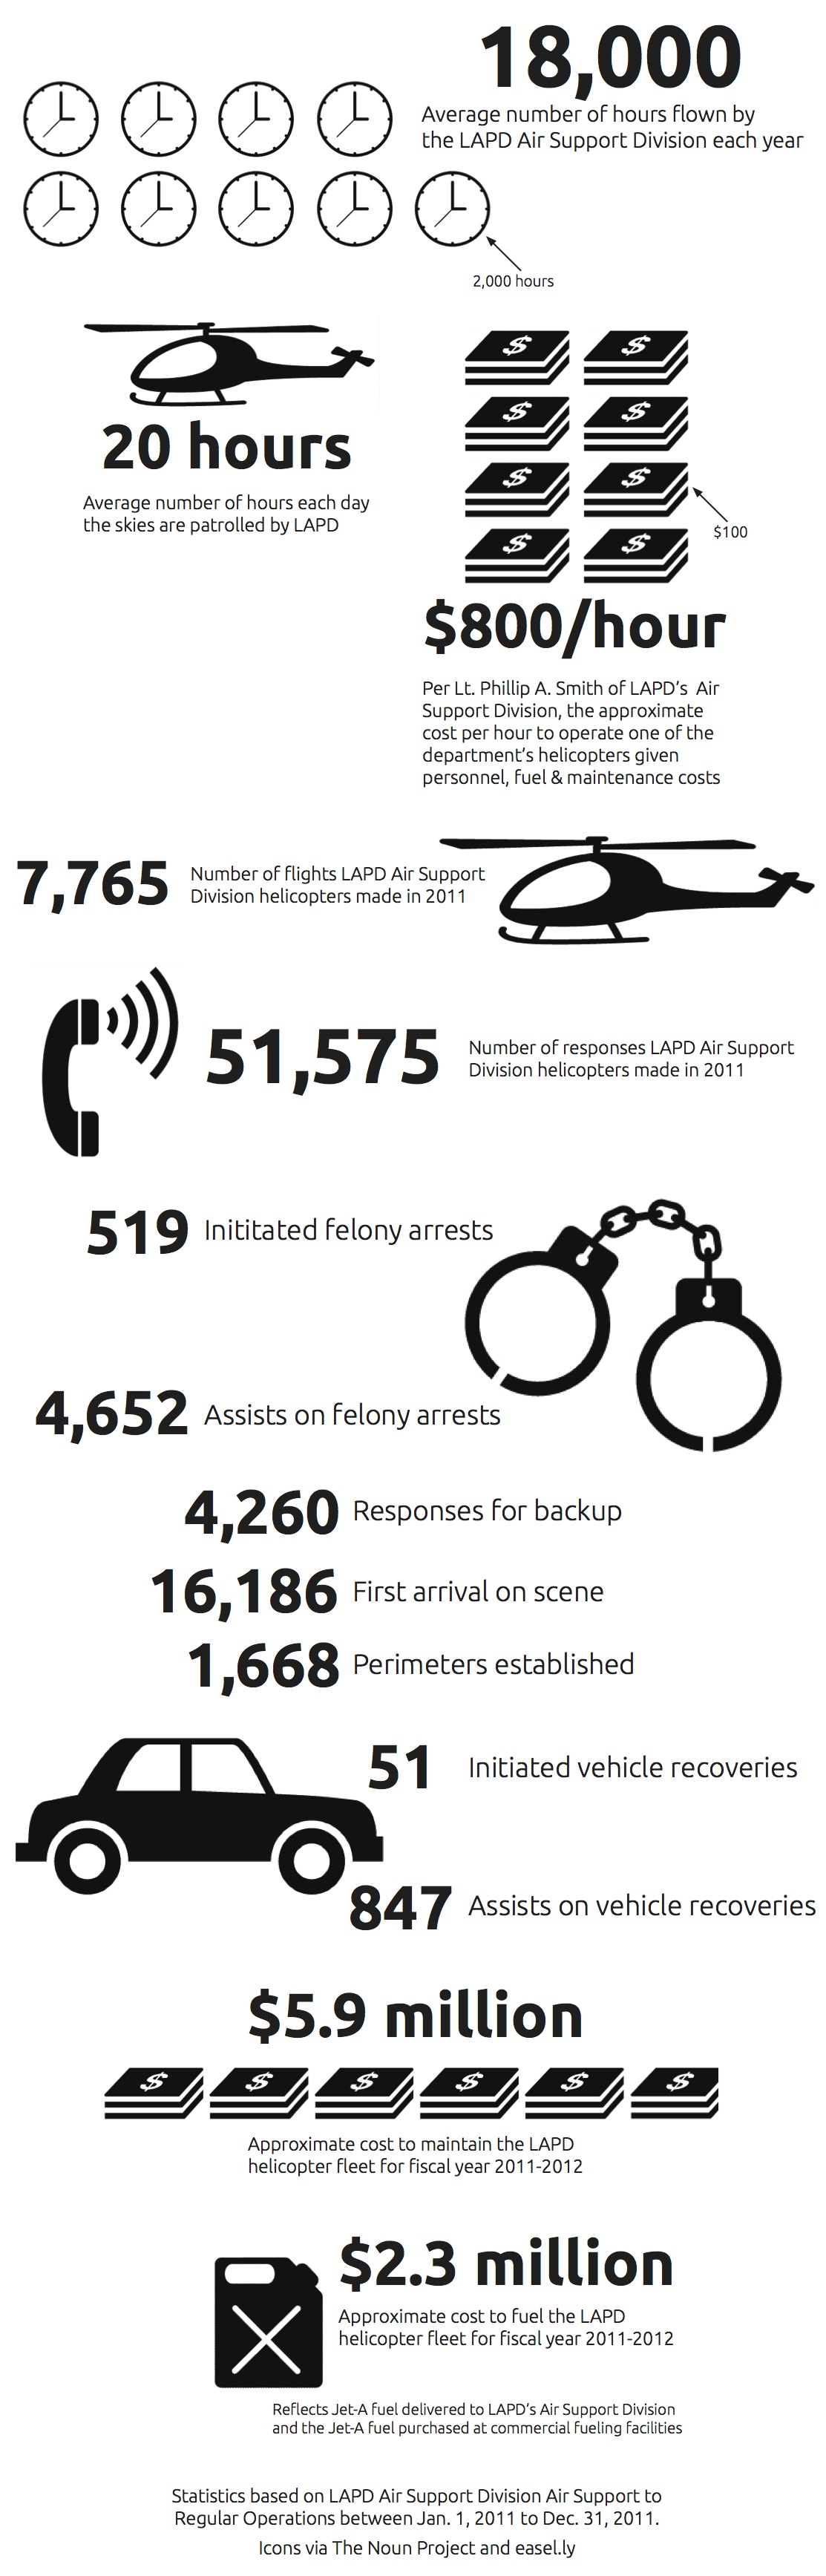 18,000
Average number of hours flown by
the LAPD Air Support Division each year
2,000 hours
20 hours
Average number of hours each day
the skies are patrolled by LAPD
$
$
$
$
$
$
$
$
$100
$800/hour
Per Lt. Phillip A. Smith of LAPD's Air
Support Division, the approximate
cost per hour to operate one of the
department's helicopters given
personnel, fuel & maintenance costs
7,765
Number of flights LAPD Air Support
Division helicopters made in 2011
51,575
Number of responses LAPD Air Support
Division helicopters made in 2011
519 Inititated felony arrests
4,652 Assists on felony arrests
4,260 Responses for backup
16,186 First arrival on scene
1,668 Perimeters established
51 Initiated vehicle recoveries
847 Assists on vehicle recoveries
$5.9 million
$ $ $ $ $ $
Approximate cost to maintain the LAPD
helicopter fleet for fiscal year 2011-2012
$2.3 million
Approximate cost to fuel the LAPD
helicopter fleet for fiscal year 2011-2012
Reflects Jet-A fuel delivered to LAPD's Air Support Division
and the Jet-A fuel purchased at commercial fueling facilities
Statistics based on LAPD Air Support Division Air Support to
Regular Operations between Jan. 1, 2011 to Dec. 31, 2011.
Icons via The Noun Project and easel.ly